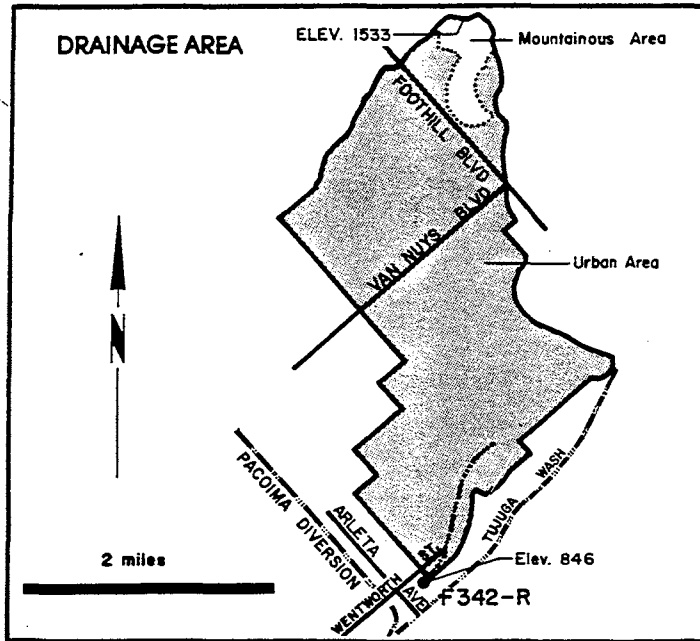 DRAINAGE AREA
ELEV. 1533
Mountainous Area
FOOTHILL BLVD
VAN NUYS BLVD
Urban Area
N
PACOIMA DIVERSION
ARLETA AVE.
TUJUGA WASH
WENTWORTH ST.
Elev. 846
F342-R
2 miles